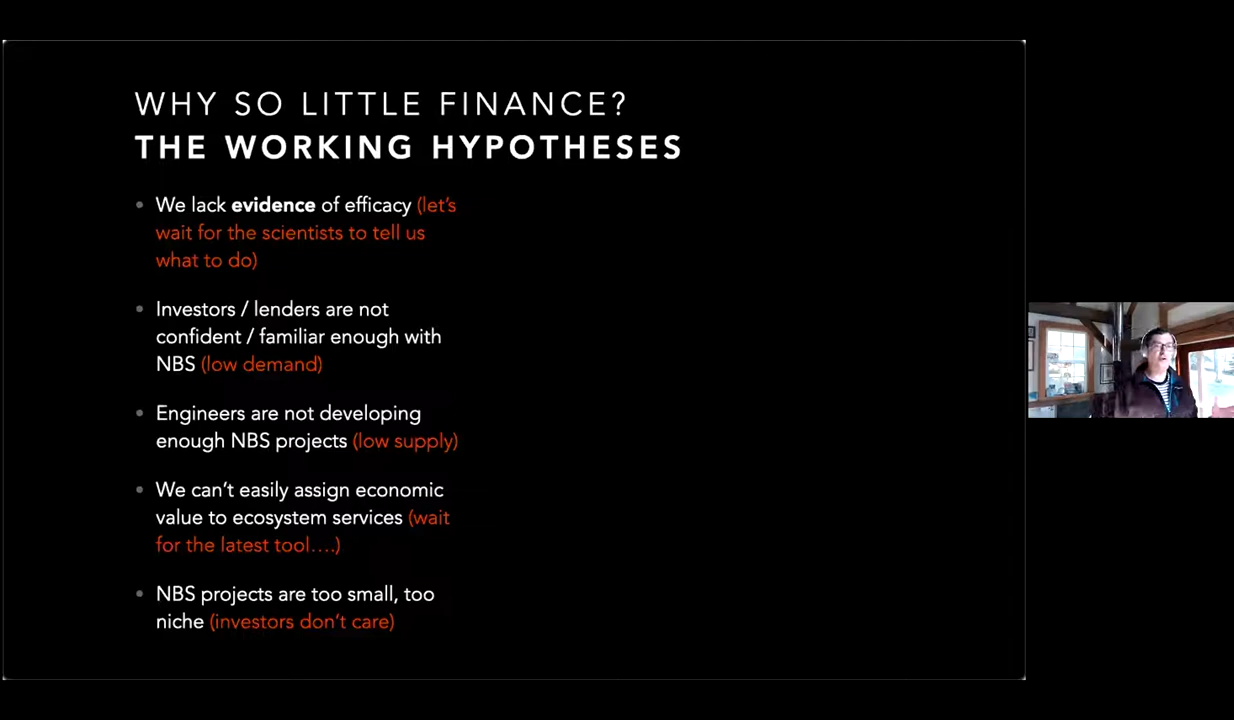 WHY SO LITTLE FINANCE?
THE WORKING HYPOTHESES
• We lack evidence of efficacy (let's
wait for the scientists to tell us
what to do)
• Investors / lenders are not
confident / familiar enough with
NBS (low demand)
• Engineers are not developing
enough NBS projects (low supply)
• We can't easily assign economic
value to ecosystem services (wait
for the latest tool….)
• NBS projects are too small, too
niche (investors don't care)